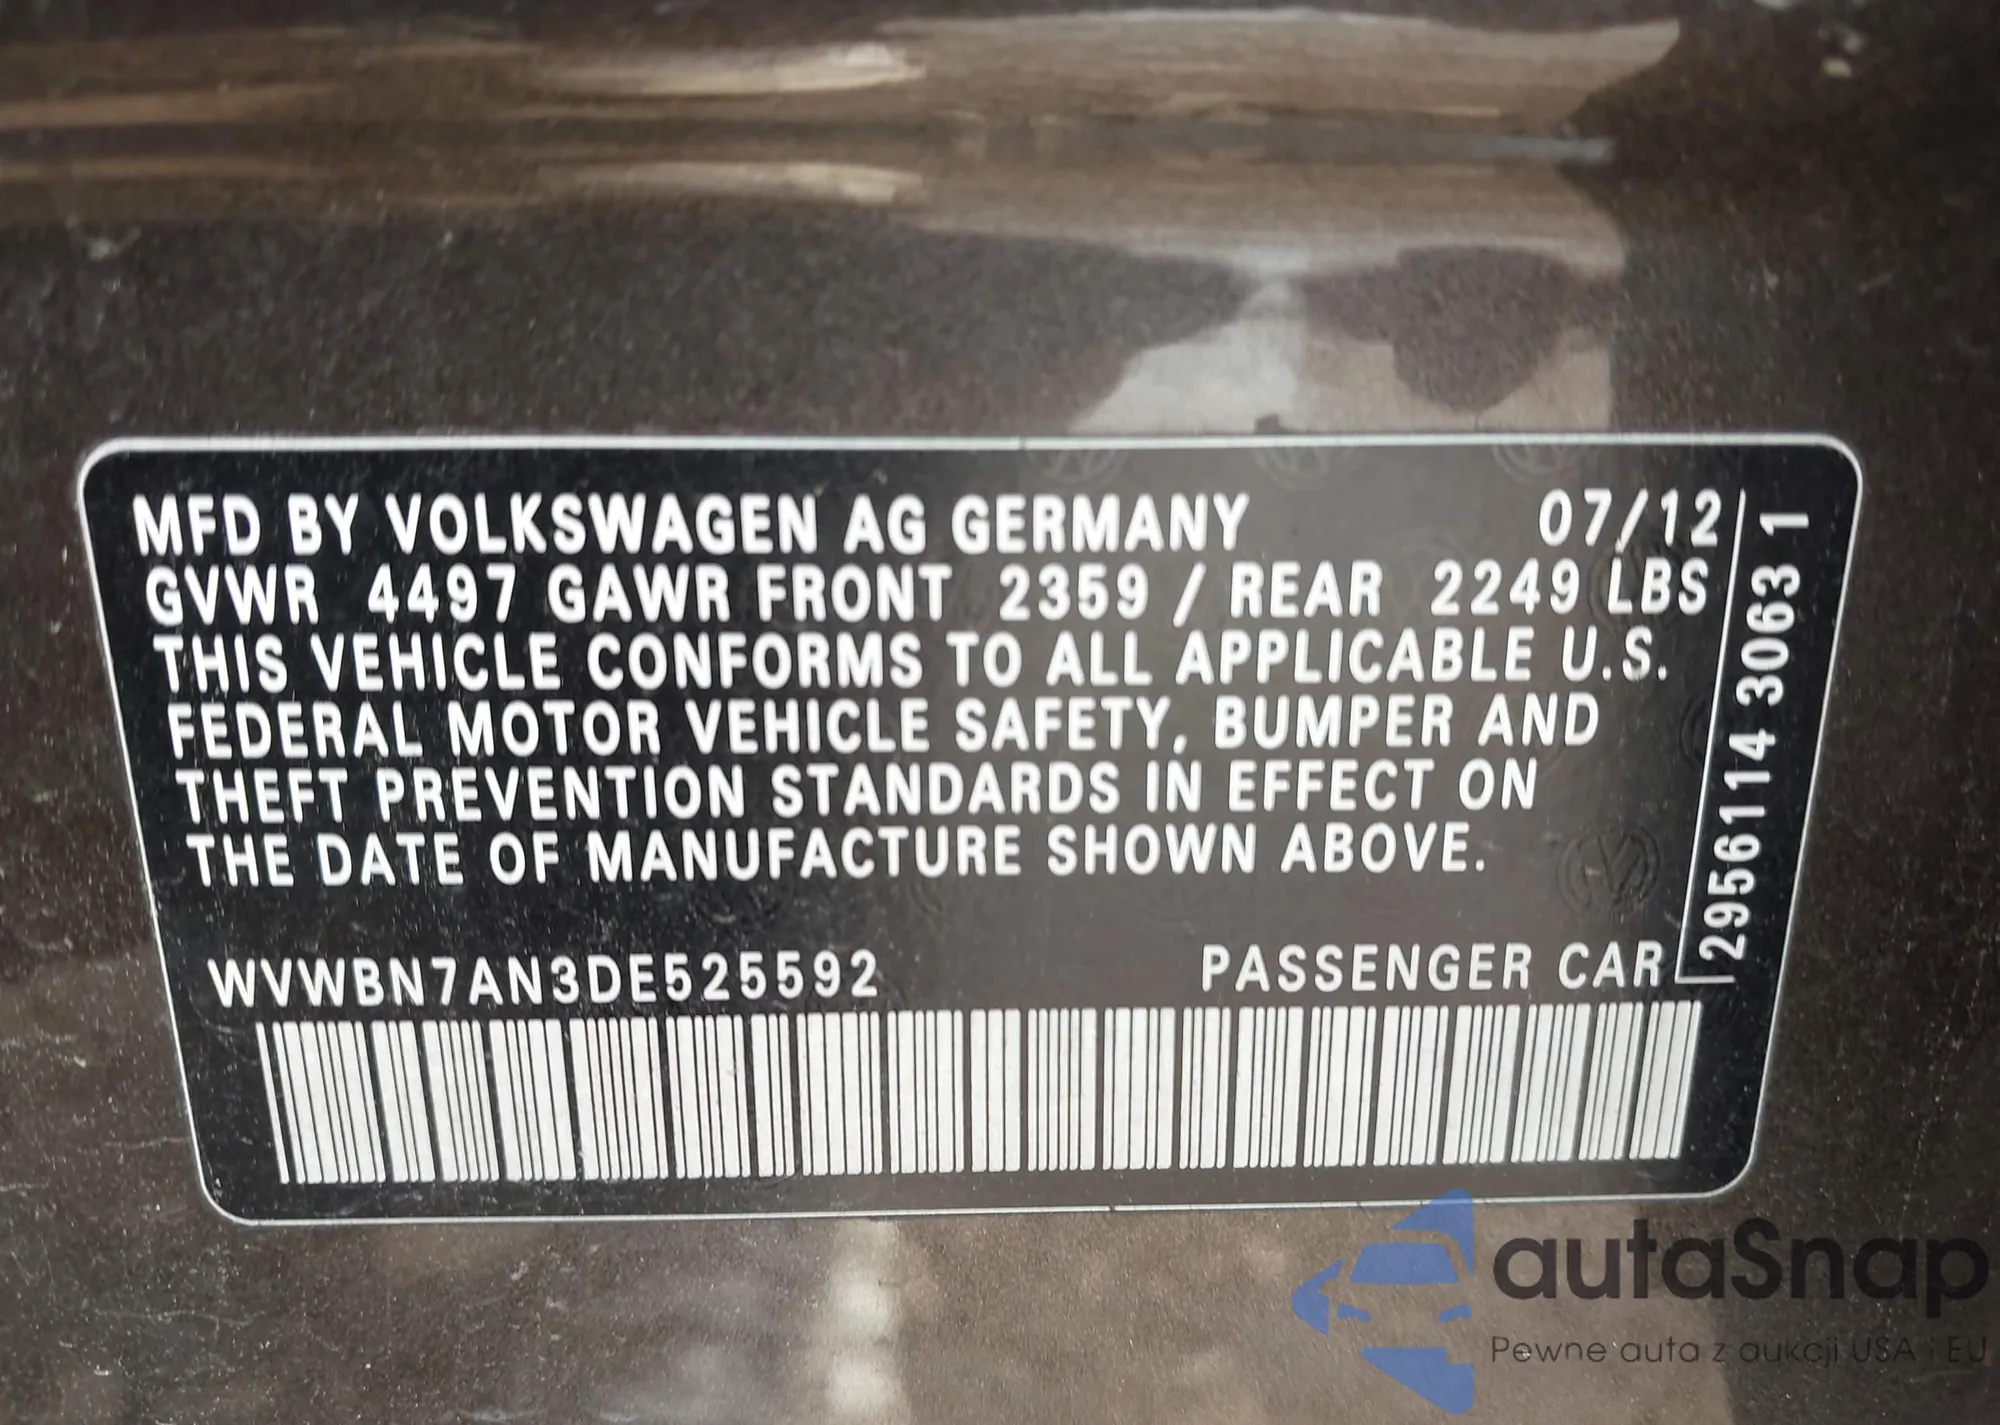 MFD BY VOLKSWAGEN AG GERMANY 07/12
GVWR 4497 GAWR FRONT 2359 / REAR 2249 LBS
THIS VEHICLE CONFORMS TO ALL APPLICABLE U.S.
FEDERAL MOTOR VEHICLE SAFETY, BUMPER AND
THEFT PREVENTION STANDARDS IN EFFECT ON
THE DATE OF MANUFACTURE SHOWN ABOVE.
WVWBN7AN3DE525592 PASSENGER CAR
2956114 3063 1
autaSnap
Pewne auta z aukcji USA i EU